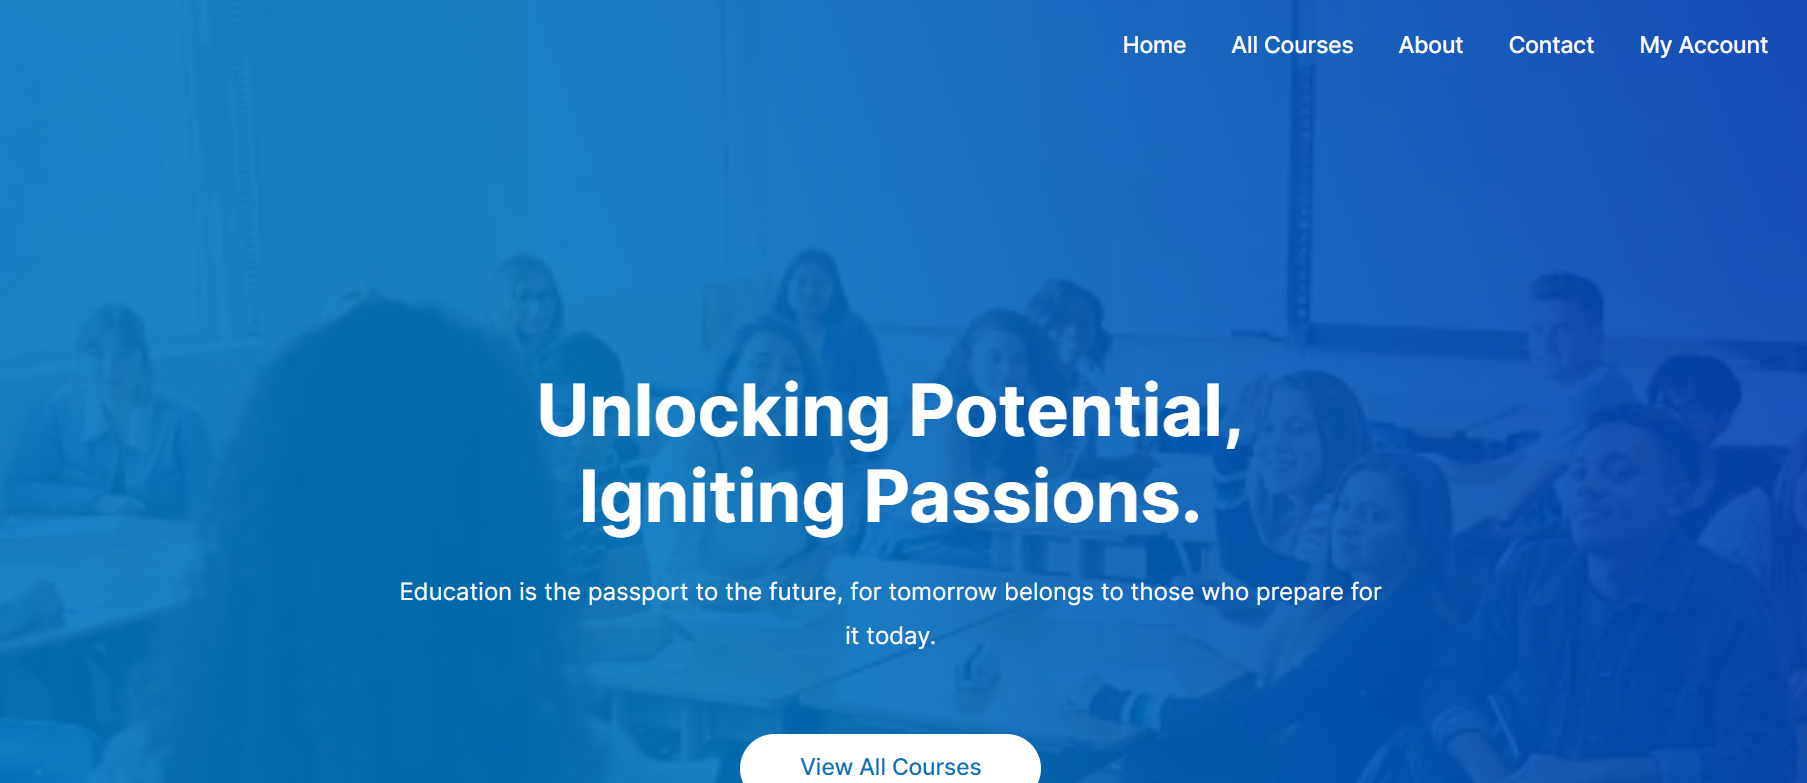 Home All Courses About Contact My Account
Unlocking Potential,
Igniting Passions.
Education is the passport to the future, for tomorrow belongs to those who prepare for
it today.
View All Courses